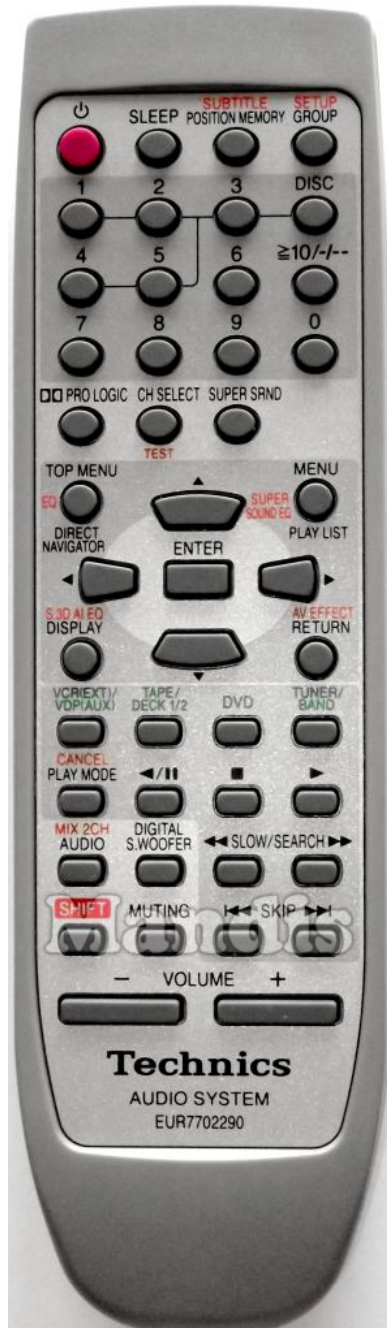 SUBTITLE SETUP
SLEEP POSITION MEMORY GROUP
1 2 3 DISC
4 5 6 ≧10/-/--
7 8 9 0
PRO LOGIC CH SELECT SUPER SRND
TEST
TOP MENU MENU
EQ SUPER
SOUND EQ
DIRECT
NAVIGATOR
PLAY LIST
ENTER
S.3D AI EQ AV EFFECT
DISPLAY RETURN
VCR(EXT)/ TAPE/ DVD TUNER/
VDP(AUX) DECK 1/2 BAND
CANCEL
PLAY MODE
MIX 2CH DIGITAL
AUDIO S.WOOFER SLOW/SEARCH
SHIFT MUTING SKIP
Mandis
− VOLUME +
Technics
AUDIO SYSTEM
EUR7702290